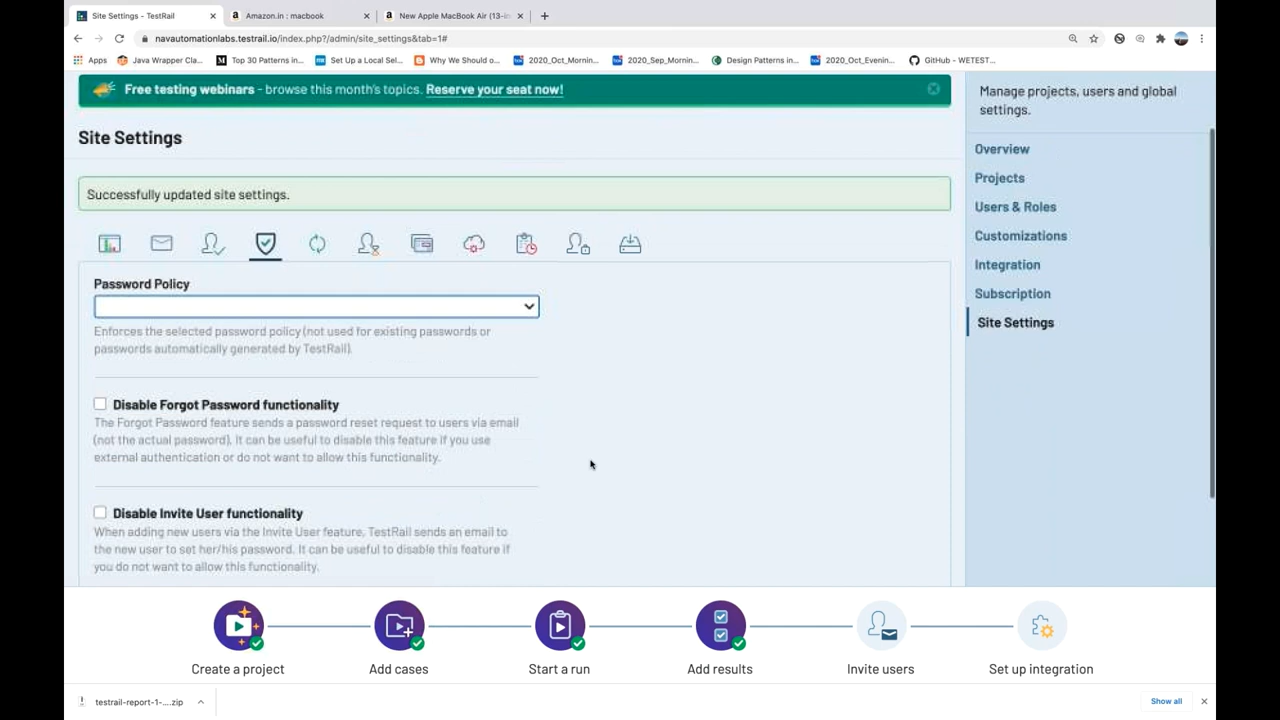 Site Settings - TestRail
Amazon.in : macbook
New Apple MacBook Air (13-in
navautomationlabs.testrail.io/index.php?/admin/site_settings&tab=1#
Apps
Java Wrapper Cla...
Top 30 Patterns in...
Set Up a Local Sel...
Why We Should o...
2020_Oct_Mornin...
2020_Sep_Mornin...
Design Patterns in...
2020_Oct_Evenin...
GitHub - WETEST...
Free testing webinars - browse this month's topics. Reserve your seat now!
Manage projects, users and global
settings.
Site Settings
Overview
Projects
Users & Roles
Customizations
Integration
Subscription
Site Settings
Successfully updated site settings.
Password Policy
Enforces the selected password policy (not used for existing passwords or
passwords automatically generated by TestRail).
Disable Forgot Password functionality
The Forgot Password feature sends a password reset request to users via email
(not the actual password). It can be useful to disable this feature if you use
external authentication or do not want to allow this functionality.
Disable Invite User functionality
When adding new users via the Invite User feature, TestRail sends an email to
the new user to set her/his password. It can be useful to disable this feature if
you do not want to allow this functionality.
Create a project
Add cases
Start a run
Add results
Invite users
Set up integration
testrail-report-1-....zip
Show all